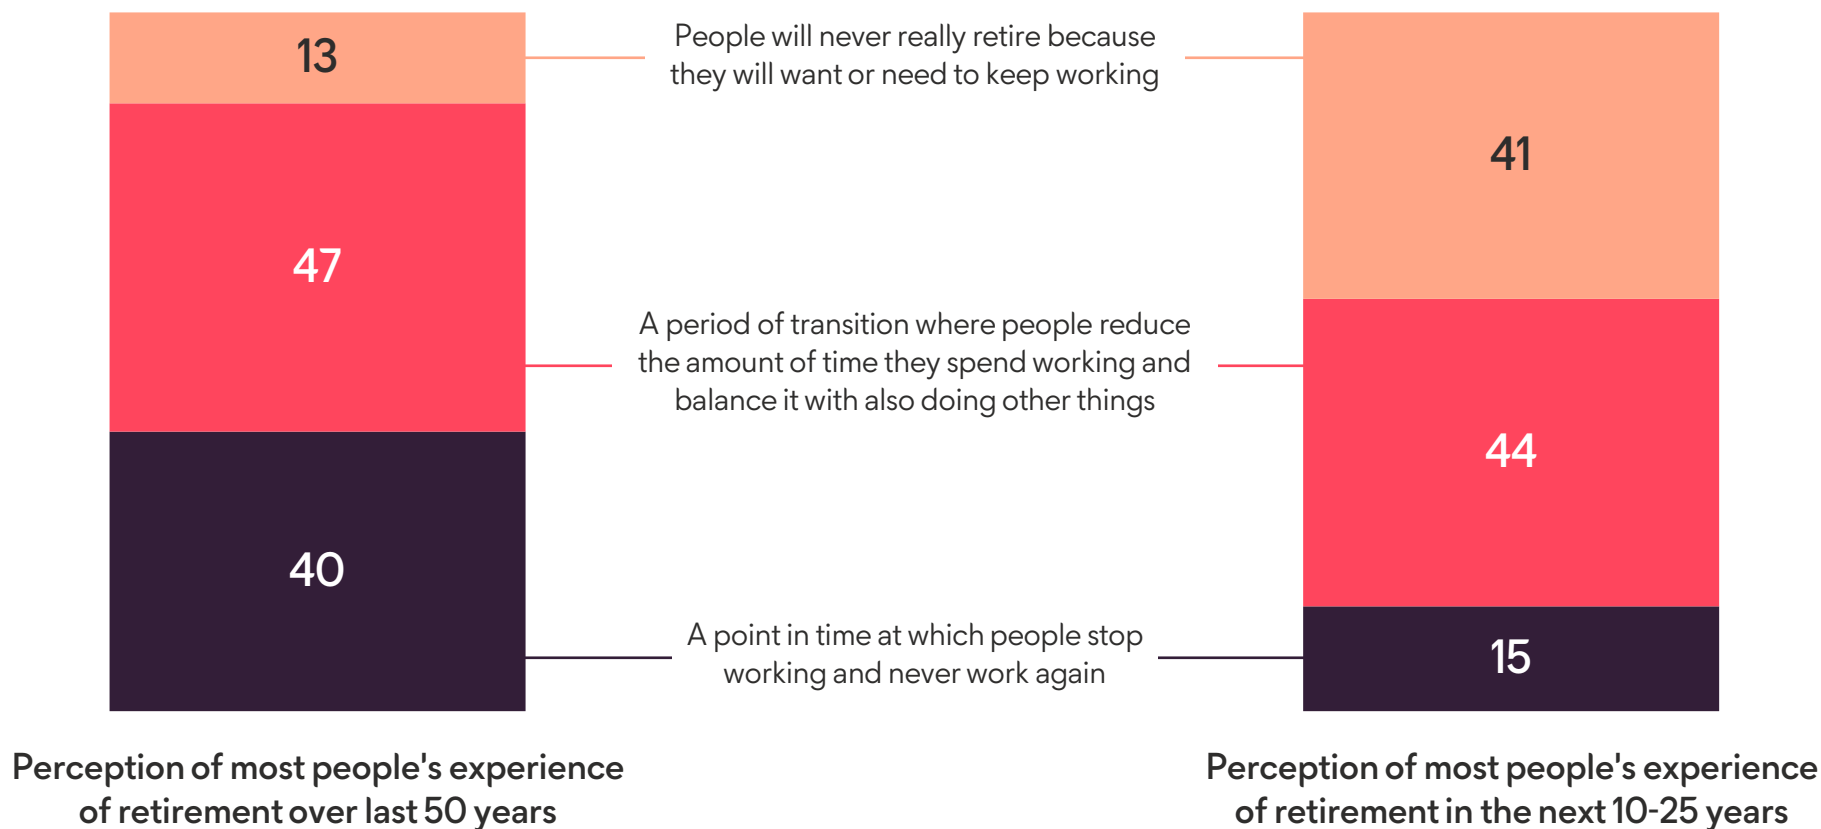 13
People will never really retire because
they will want or need to keep working
41
47
A period of transition where people reduce
the amount of time they spend working and
balance it with also doing other things
44
40
A point in time at which people stop
working and never work again
15
Perception of most people's experience
of retirement over last 50 years
Perception of most people's experience
of retirement in the next 10-25 years